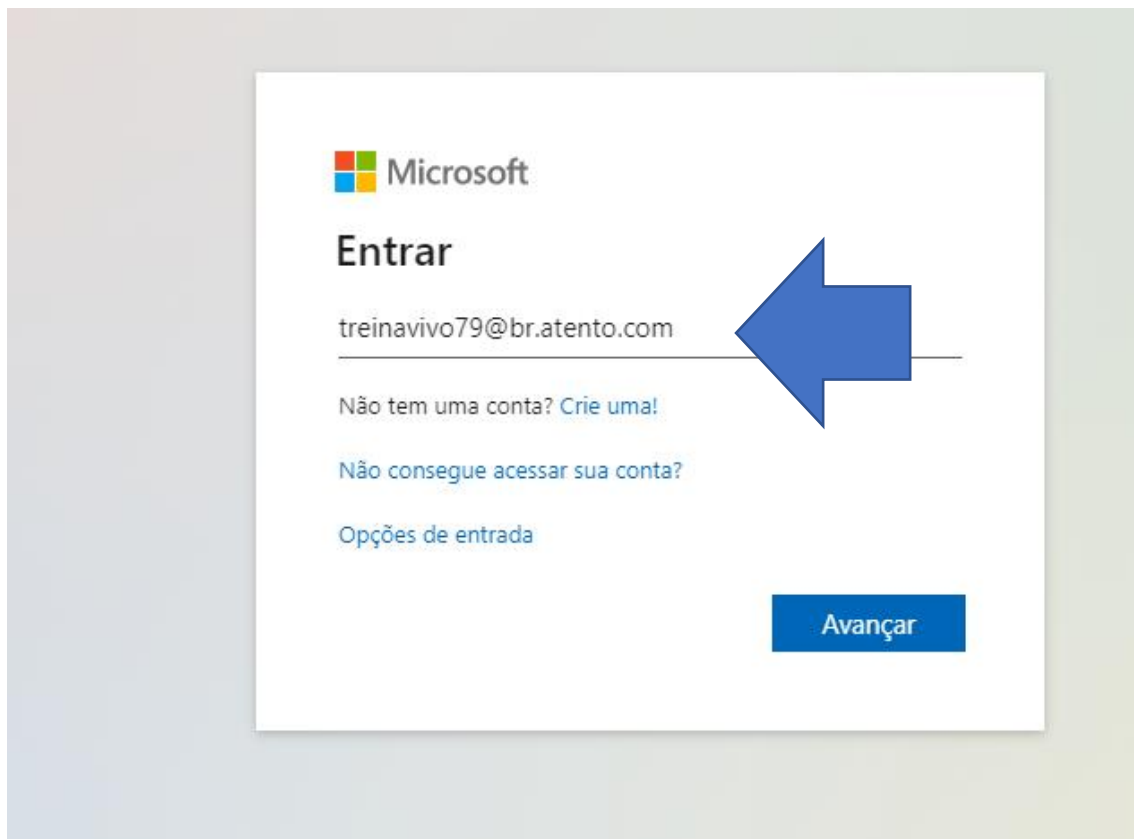 Microsoft
Entrar
treinavivo79@br.atento.com
Não tem uma conta? Crie uma!
Não consegue acessar sua conta?
Opções de entrada
Avançar